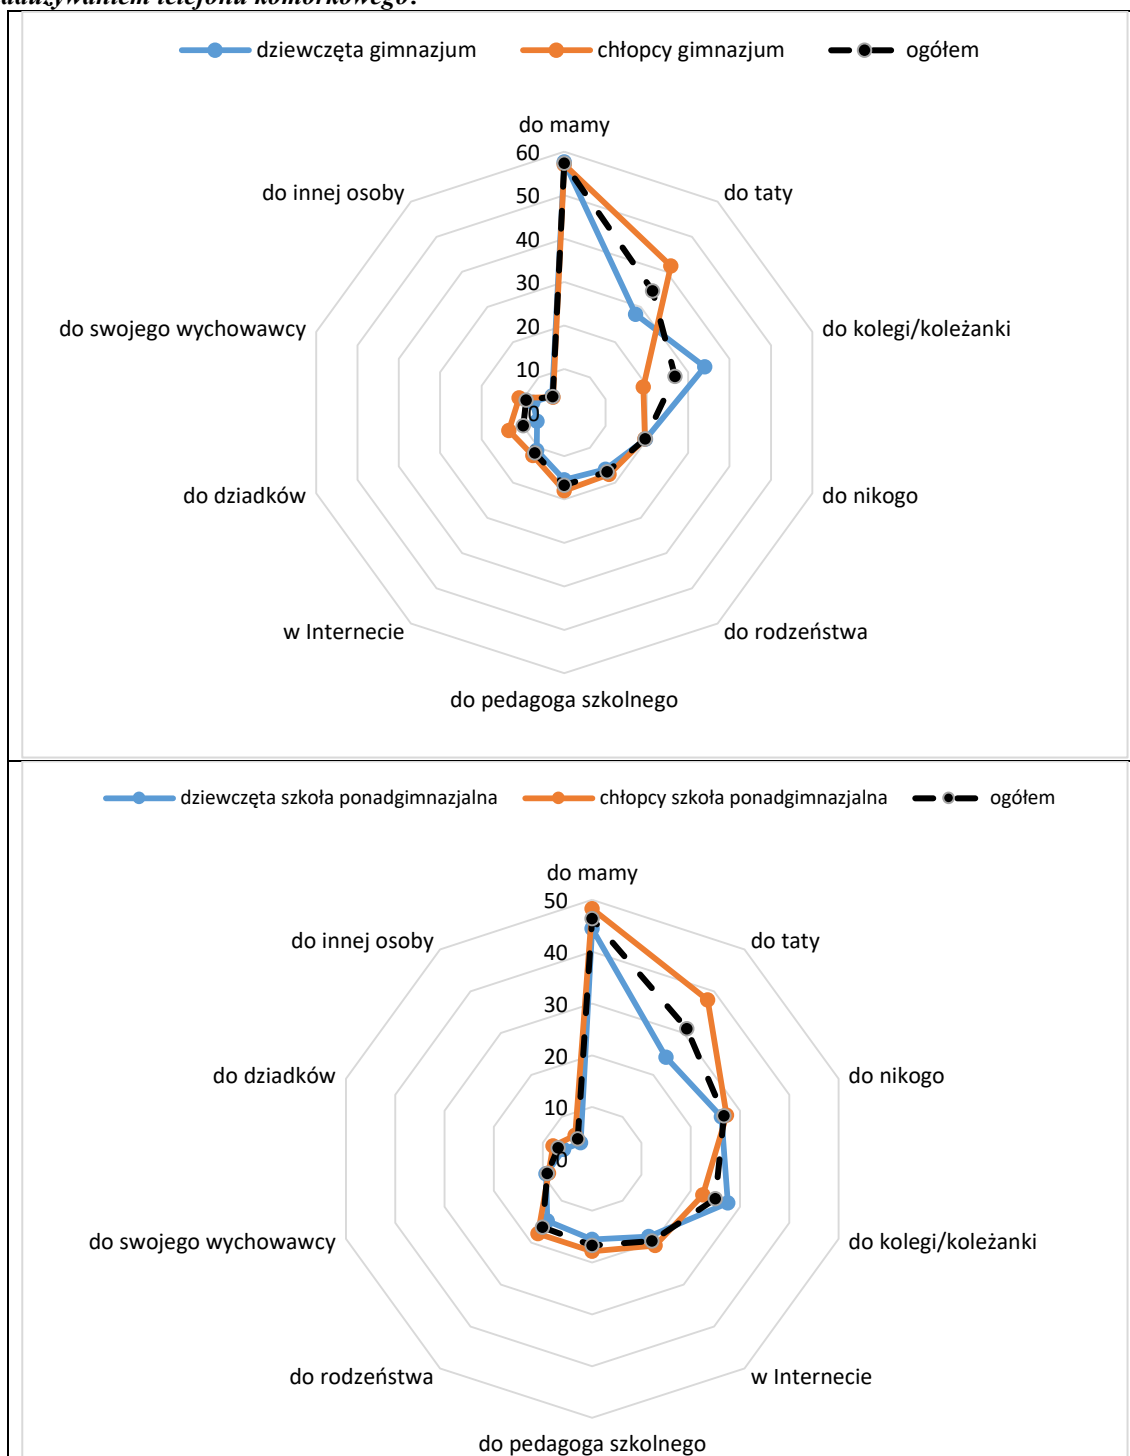 nadużywaniem telefonu komórkowego?
dziewczęta gimnazjum chłopcy gimnazjum ogółem
do mamy
60
do innej osoby do taty
50
40
30
do swojego wychowawcy do kolegi/koleżanki
20
10
0
do dziadków do nikogo
w Internecie do rodzeństwa
do pedagoga szkolnego
dziewczęta szkoła ponadgimnazjalna chłopcy szkoła ponadgimnazjalna ogółem
do mamy
50
do innej osoby do taty
40
30
20
do dziadków do nikogo
10
0
do swojego wychowawcy do kolegi/koleżanki
do rodzeństwa w Internecie
do pedagoga szkolnego